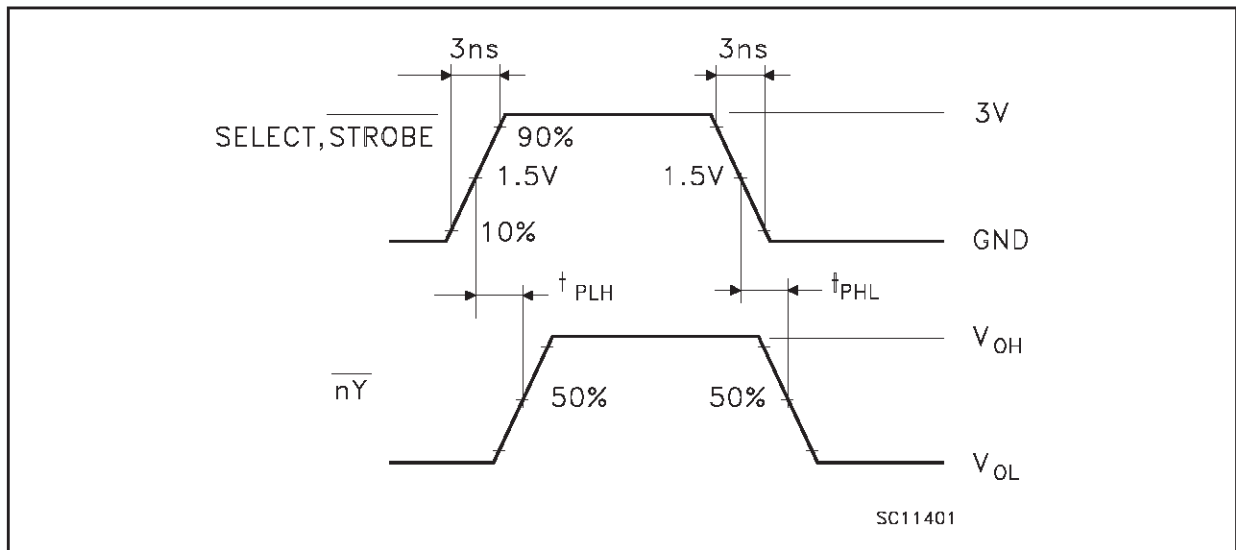 3ns 3ns
3V
SELECT, STROBE 90%
1.5V 1.5V
10% GND
tPLH tPHL
VOH
nY 50% 50%
VOL
SC11401